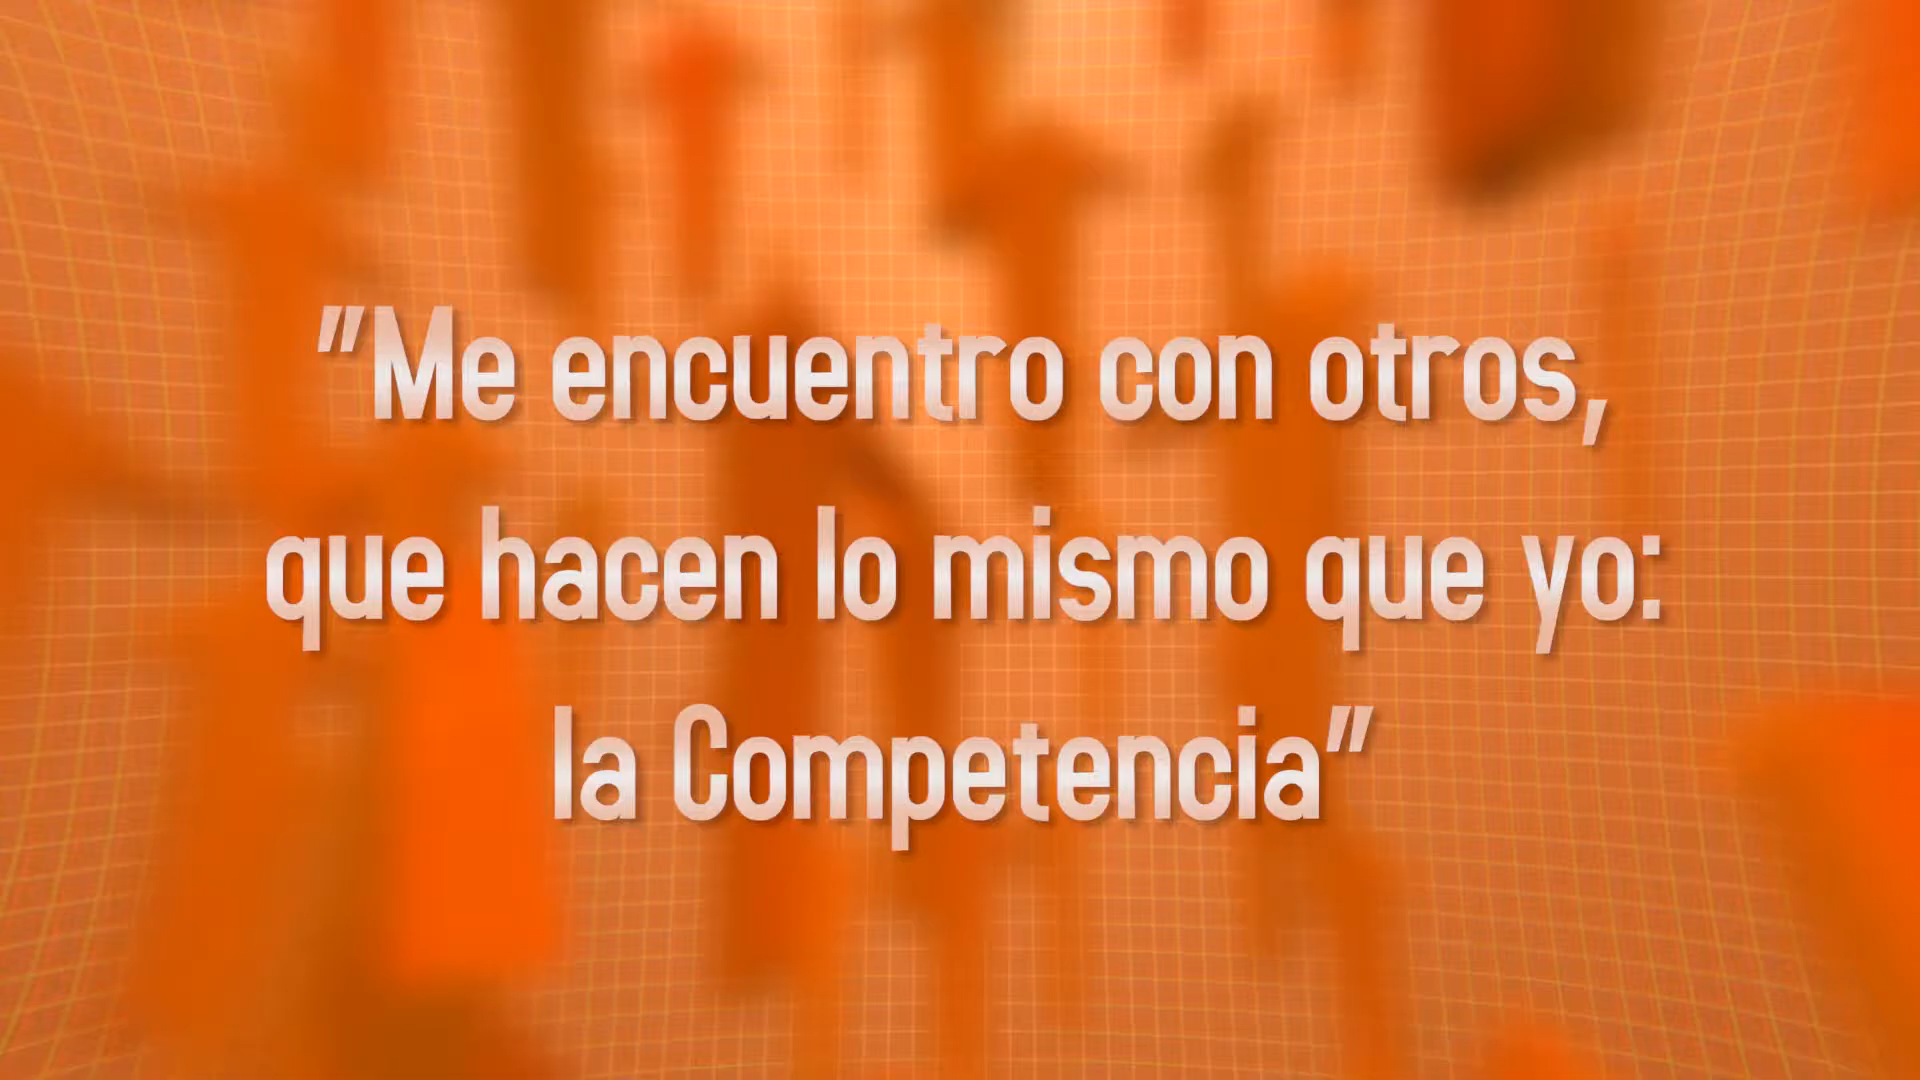 "Me encuentro con otros,
que hacen lo mismo que yo:
la Competencia"